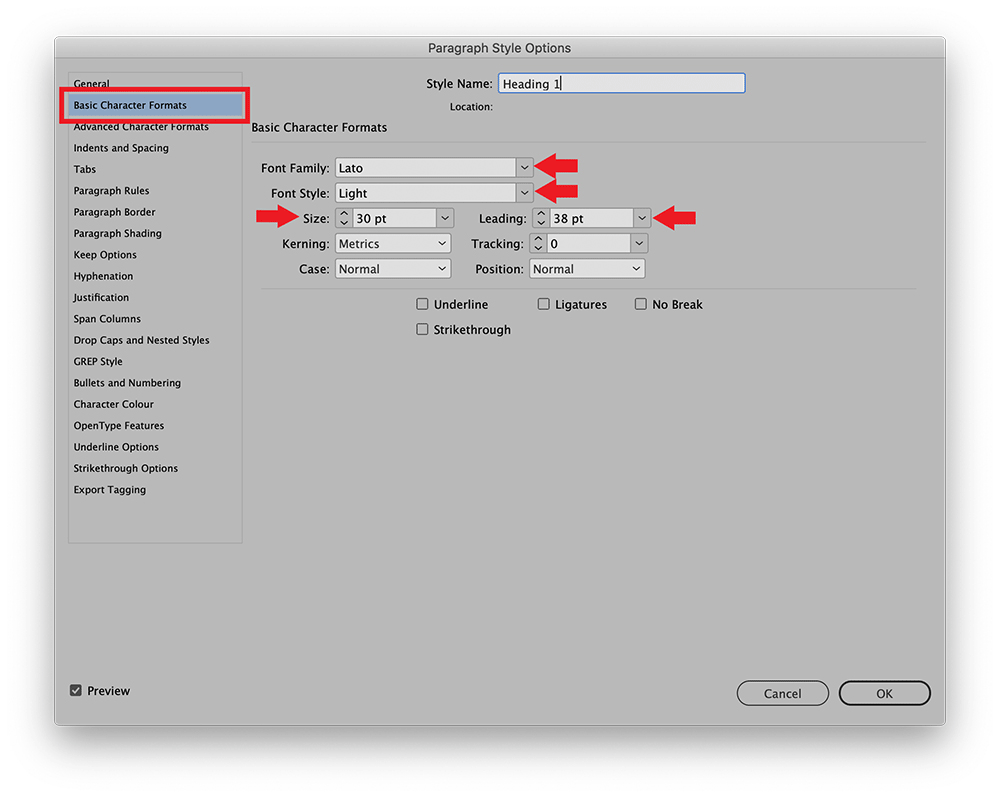 Paragraph Style Options
General
Basic Character Formats
Advanced Character Formats
Indents and Spacing
Tabs
Paragraph Rules
Paragraph Border
Paragraph Shading
Keep Options
Hyphenation
Justification
Span Columns
Drop Caps and Nested Styles
GREP Style
Bullets and Numbering
Character Colour
OpenType Features
Underline Options
Strikethrough Options
Export Tagging
Style Name: Heading 1
Location:
Basic Character Formats
Font Family: Lato
Font Style: Light
Size: 30 pt Leading: 38 pt
Kerning: Metrics Tracking: 0
Case: Normal Position: Normal
Underline Ligatures No Break
Strikethrough
Preview Cancel OK